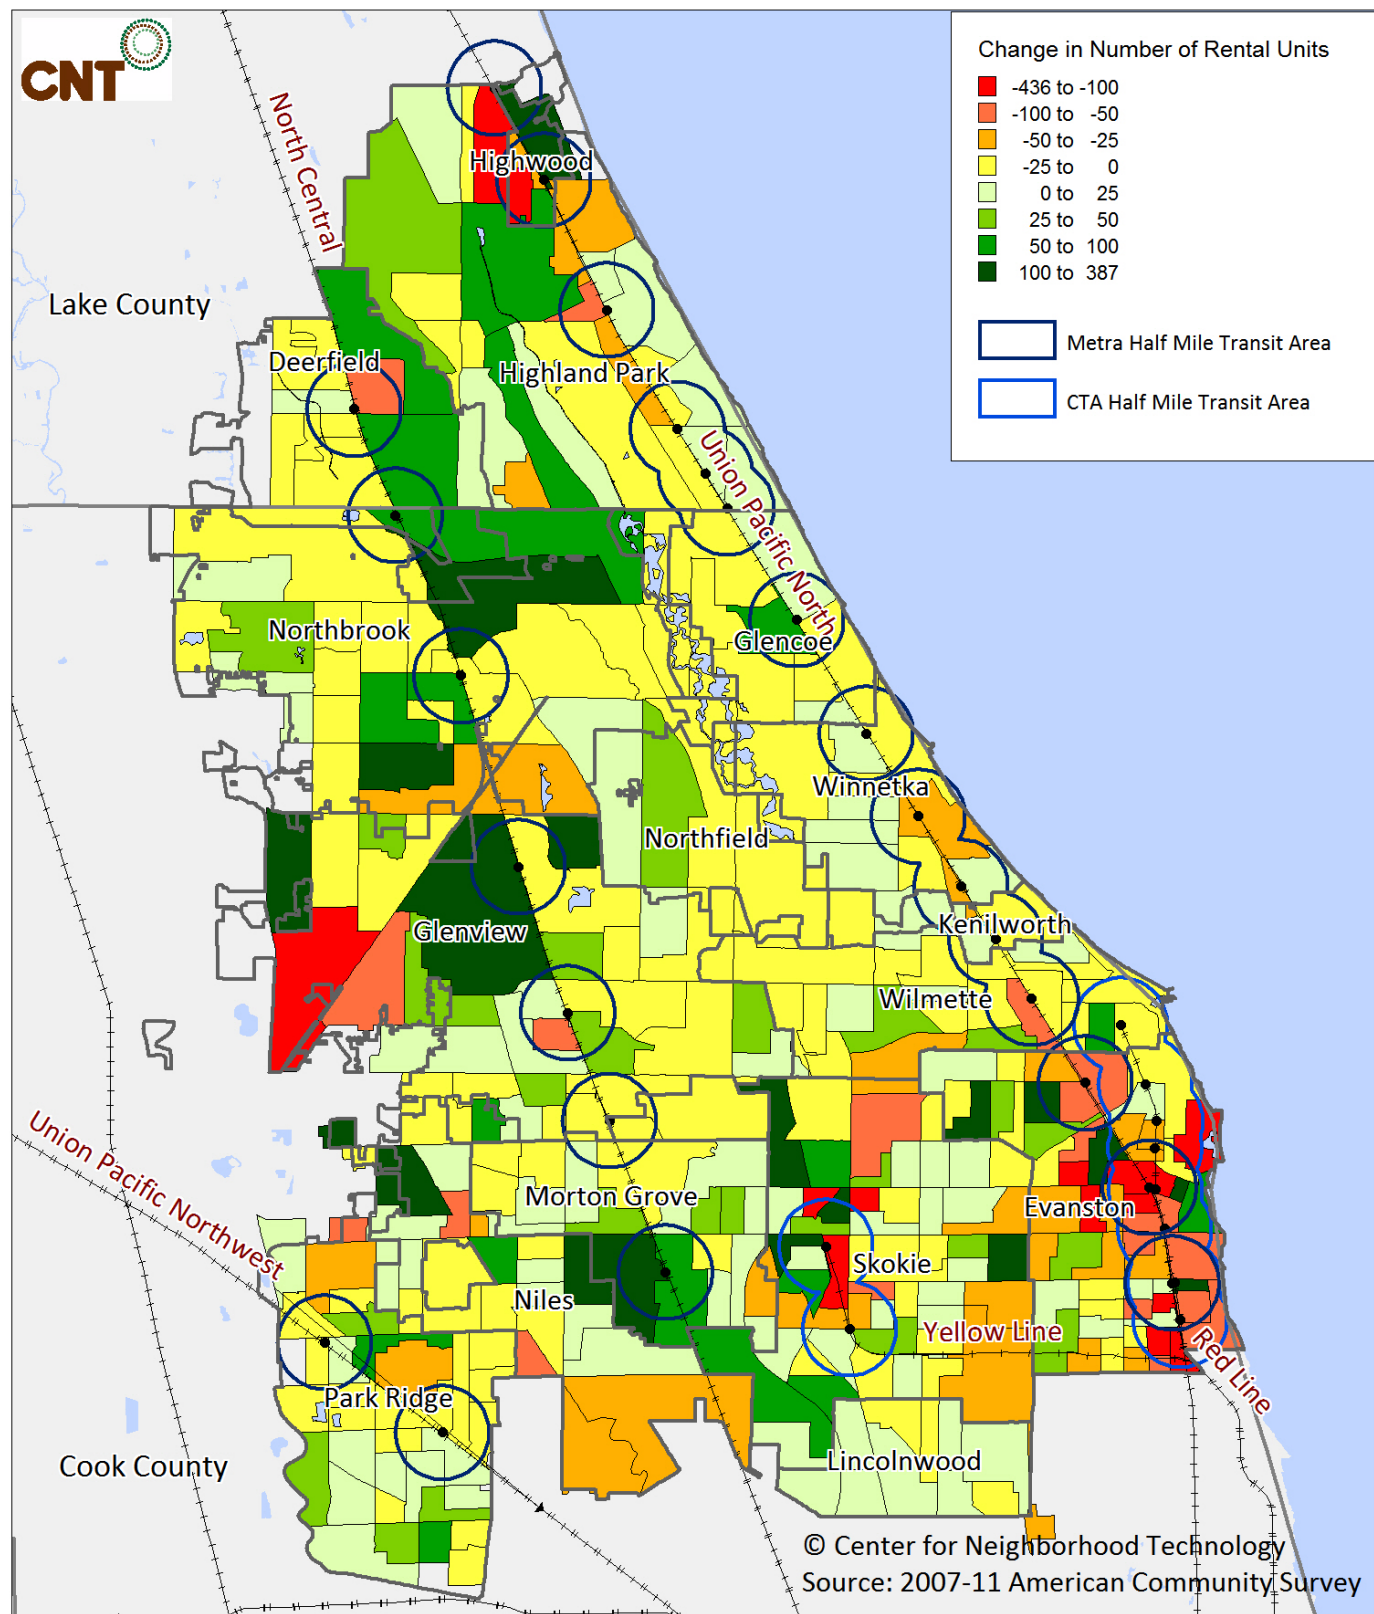 CNT
Change in Number of Rental Units
-436 to -100
-100 to -50
-50 to -25
-25 to 0
0 to 25
25 to 50
50 to 100
100 to 387
Metra Half Mile Transit Area
CTA Half Mile Transit Area
North Central
Highwood
Lake County
Deerfield
Highland Park
Union Pacific North
Northbrook
Glencoe
Winnetka
Northfield
Glenview
Kenilworth
Wilmette
Union Pacific Northwest
Morton Grove
Evanston
Skokie
Niles
Yellow Line
Red Line
Park Ridge
Cook County
Lincolnwood
© Center for Neighborhood Technology
Source: 2007-11 American Community Survey